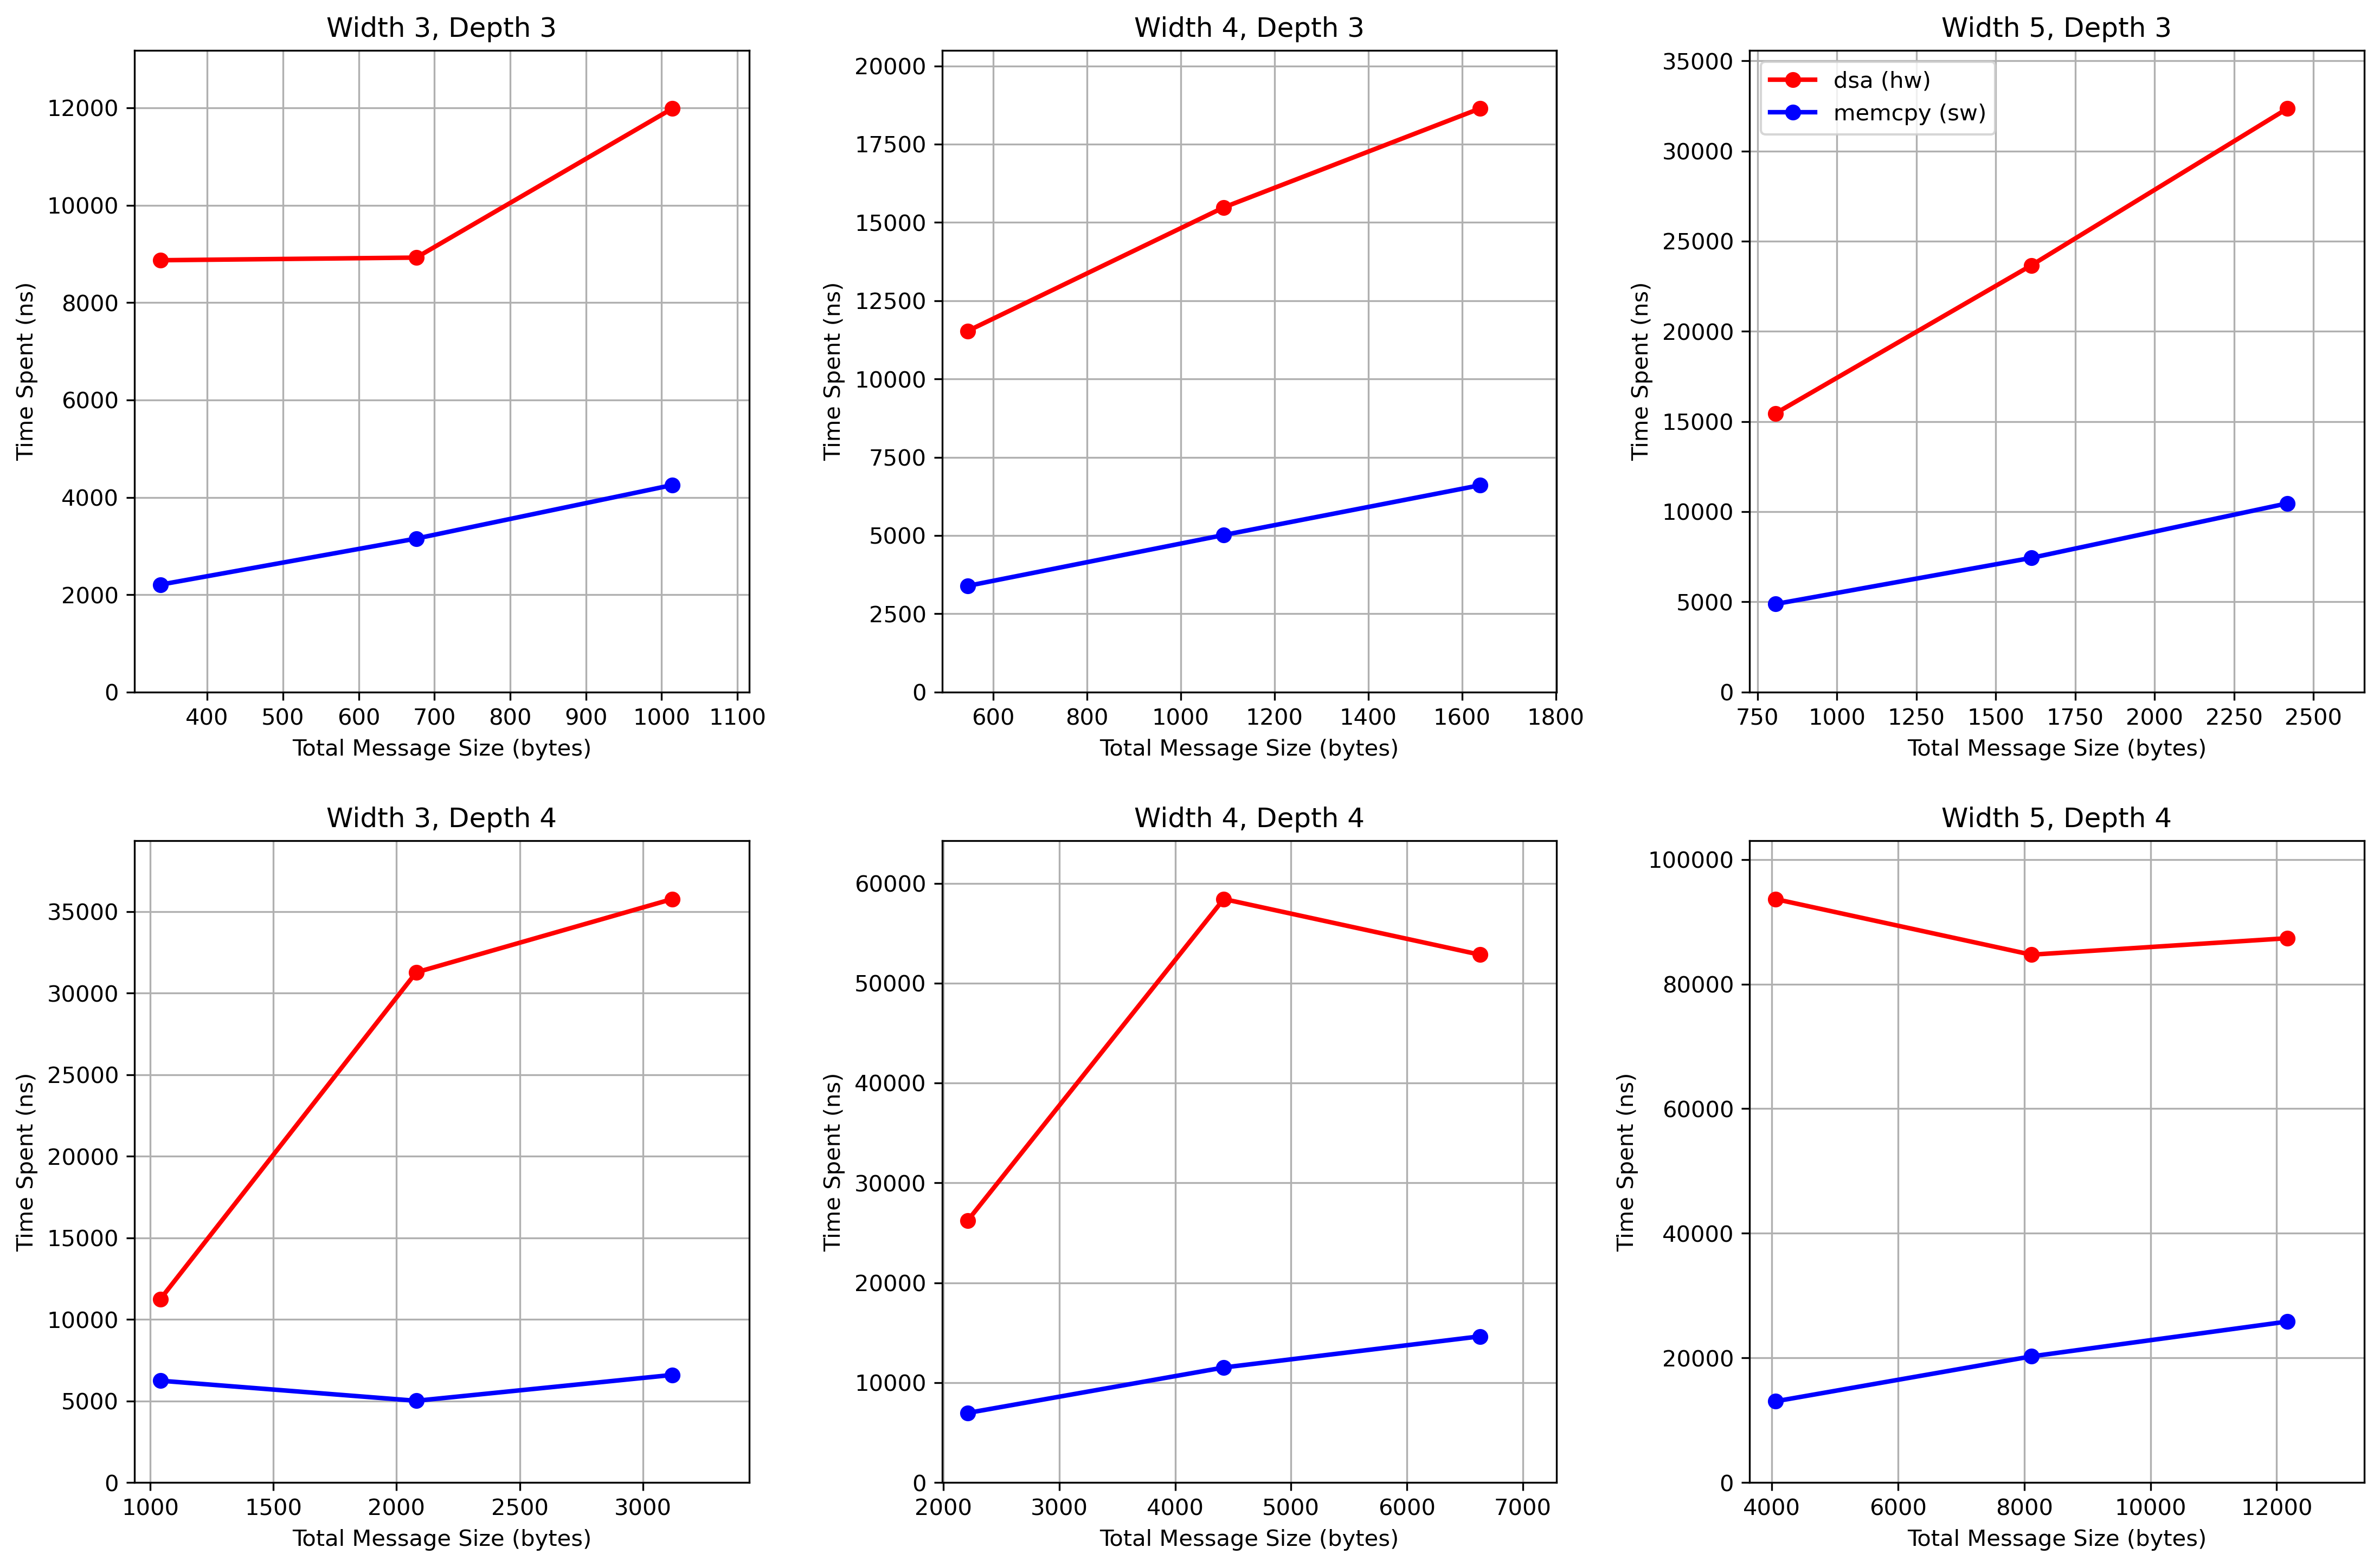 Width 3, Depth 3
Time Spent (ns)
12000
10000
8000
6000
4000
2000
0
400 500 600 700 800 900 1000 1100
Total Message Size (bytes)
Width 4, Depth 3
Time Spent (ns)
20000
17500
15000
12500
10000
7500
5000
2500
0
600 800 1000 1200 1400 1600 1800
Total Message Size (bytes)
Width 5, Depth 3
dsa (hw)
memcpy (sw)
Time Spent (ns)
35000
30000
25000
20000
15000
10000
5000
0
750 1000 1250 1500 1750 2000 2250 2500
Total Message Size (bytes)
Width 3, Depth 4
Time Spent (ns)
35000
30000
25000
20000
15000
10000
5000
0
1000 1500 2000 2500 3000
Total Message Size (bytes)
Width 4, Depth 4
Time Spent (ns)
60000
50000
40000
30000
20000
10000
0
2000 3000 4000 5000 6000 7000
Total Message Size (bytes)
Width 5, Depth 4
Time Spent (ns)
100000
80000
60000
40000
20000
0
4000 6000 8000 10000 12000
Total Message Size (bytes)